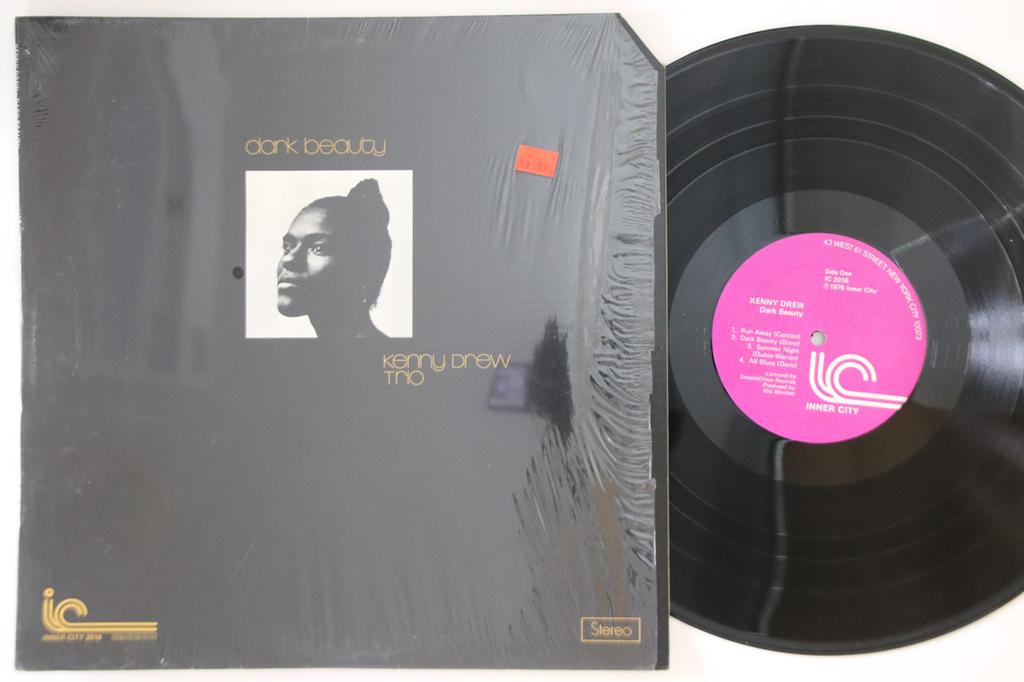 dark beauty
Kenny Drew
Trio
INNER CITY 2016
Stereo
43 WEST 61 STREET, NEW YORK CITY 10023
Side One
IC 2016
℗1976 Inner City
KENNY DREW
Dark Beauty
1. Run Away (Carsten)
2. Dark Beauty (Drew)
3. Summer Night
(Dubin-Warren)
4. All Blues (Davis)
Licensed by
SteepleChase Records
Produced by
Nils Winther
ic
INNER CITY